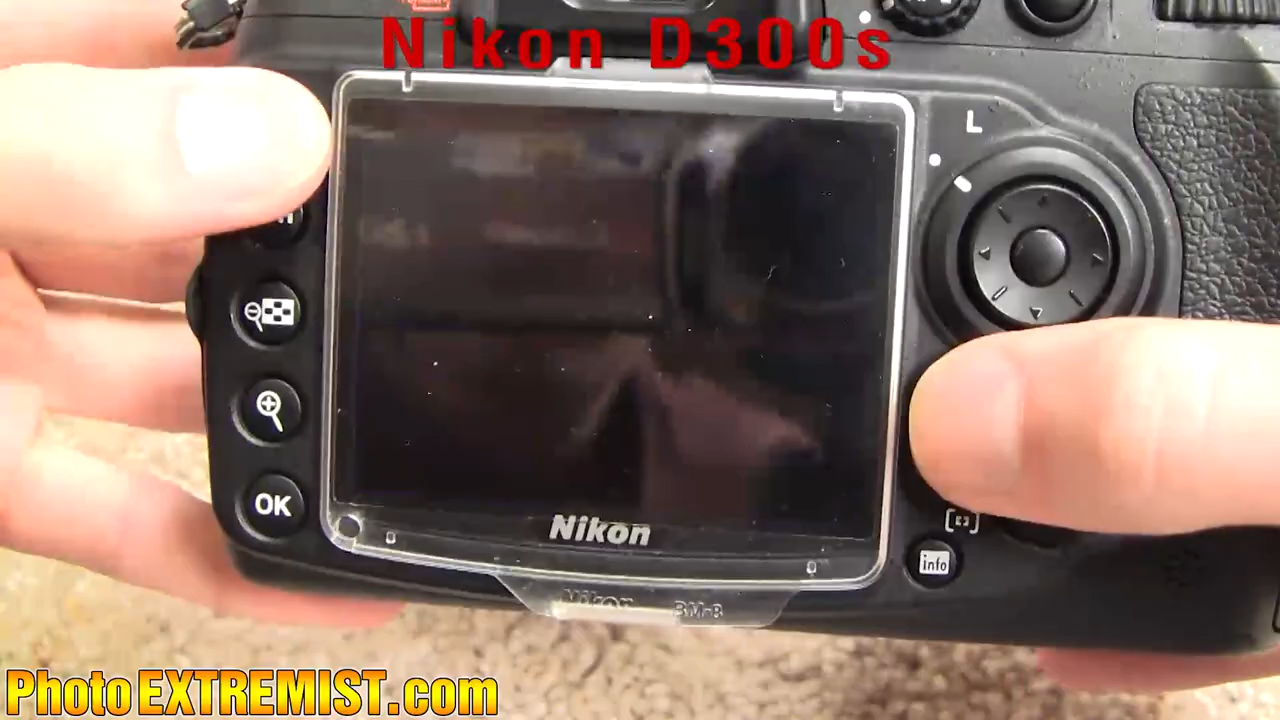 Nikon D300s
L
OK
Nikon
info
Nikon BM-8
PhotoEXTREMIST.com